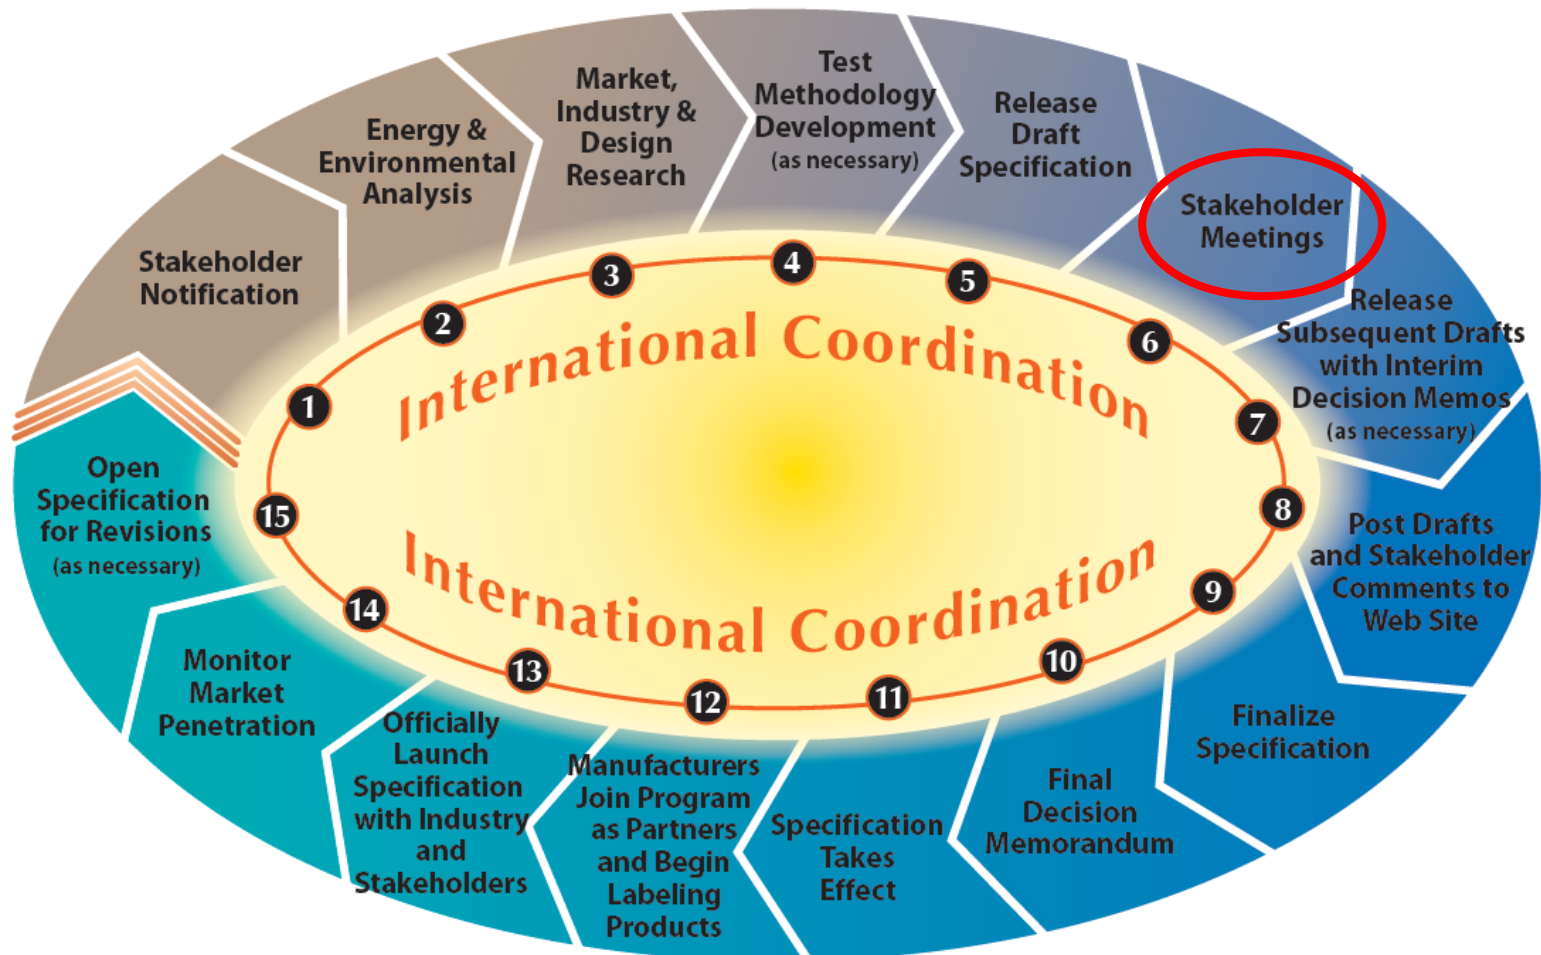 Stakeholder
Notification
1
Energy &
Environmental
Analysis
2
Market,
Industry &
Design
Research
3
Test
Methodology
Development
(as necessary)
4
Release
Draft
Specification
5
Stakeholder
Meetings
6
Release
Subsequent Drafts
with Interim
Decision Memos
(as necessary)
7
Post Drafts
and Stakeholder
Comments to
Web Site
8
Finalize
Specification
9
Final
Decision
Memorandum
10
Specification
Takes
Effect
11
Manufacturers
Join Program
as Partners
and Begin
Labeling
Products
12
Officially
Launch
Specification
with Industry
and
Stakeholders
13
Monitor
Market
Penetration
14
Open
Specification
for Revisions
(as necessary)
15
International Coordination
International Coordination